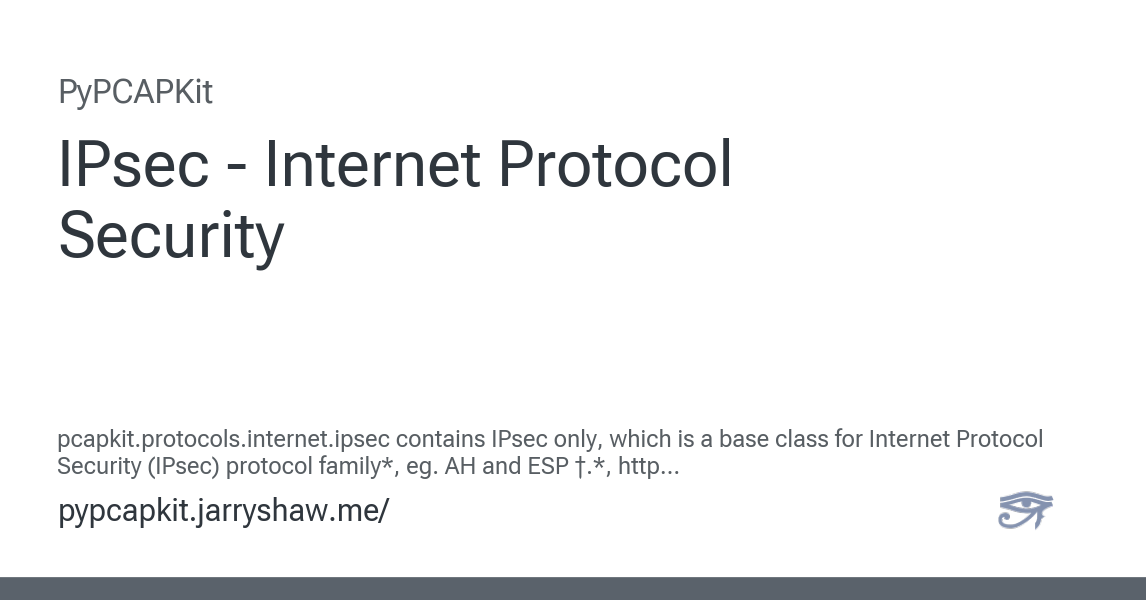 PyPCAPKit
IPsec - Internet Protocol
Security
pcapkit.protocols.internet.ipsec contains IPsec only, which is a base class for Internet Protocol
Security (IPsec) protocol family*, eg. AH and ESP †.*, http...
pypcapkit.jarryshaw.me/